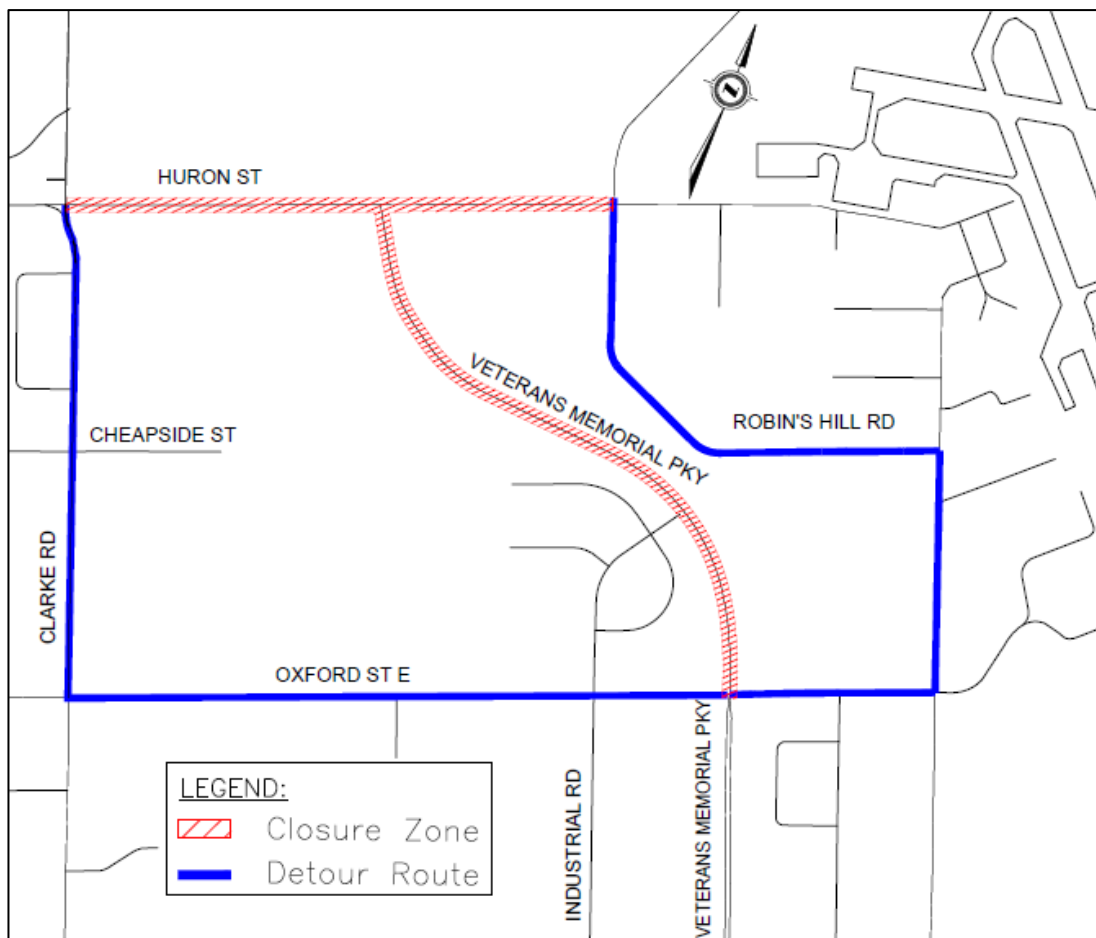 HURON ST
VETERANS MEMORIAL PKY
ROBIN'S HILL RD
CHEAPSIDE ST
CLARKE RD
OXFORD ST E
LEGEND:
Closure Zone
Detour Route
INDUSTRIAL RD
VETERANS MEMORIAL PKY